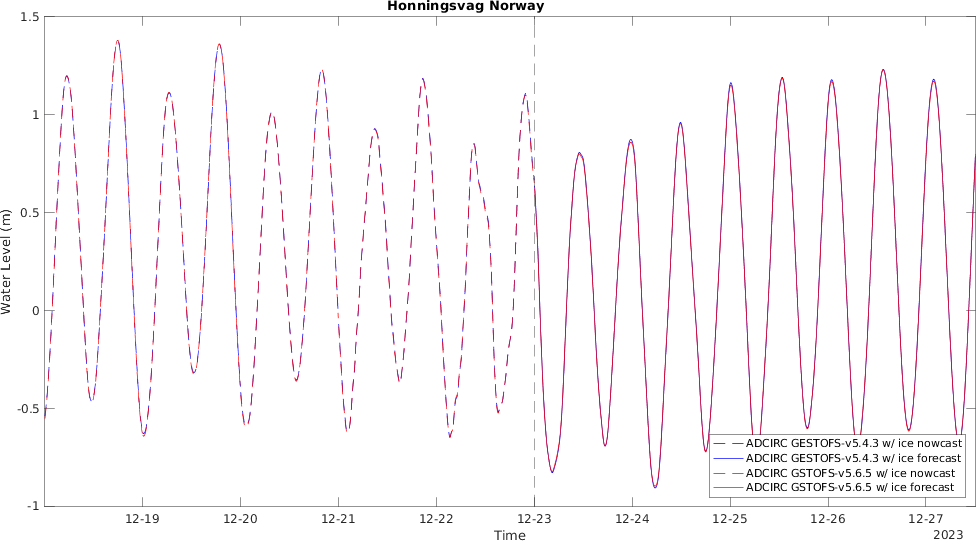 Honningsvag Norway
1.5
1
0.5
0
-0.5
-1
Water Level (m)
12-19 12-20 12-21 12-22 12-23 12-24 12-25 12-26 12-27
Time
2023
ADCIRC GESTOFS-v5.4.3 w/ ice nowcast
ADCIRC GESTOFS-v5.4.3 w/ ice forecast
ADCIRC GSTOFS-v5.6.5 w/ ice nowcast
ADCIRC GSTOFS-v5.6.5 w/ ice forecast